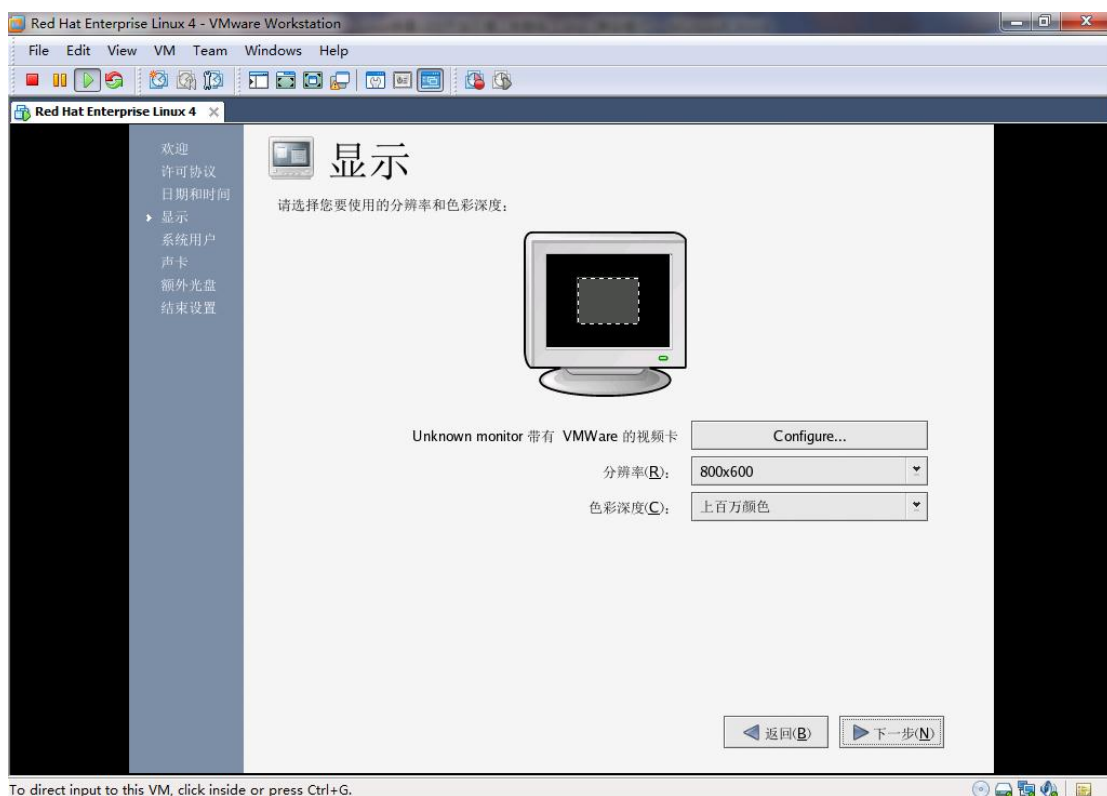 Red Hat Enterprise Linux 4 - VMware Workstation
File Edit View VM Team Windows Help
Red Hat Enterprise Linux 4
欢迎
许可协议
日期和时间
显示
系统用户
声卡
额外光盘
结束设置
显示
请选择您要使用的分辨率和色彩深度：
Unknown monitor 带有 VMWare 的视频卡 Configure...
分辨率(R)： 800x600
色彩深度(C)： 上百万颜色
返回(B) 下一步(N)
To direct input to this VM, click inside or press Ctrl+G.